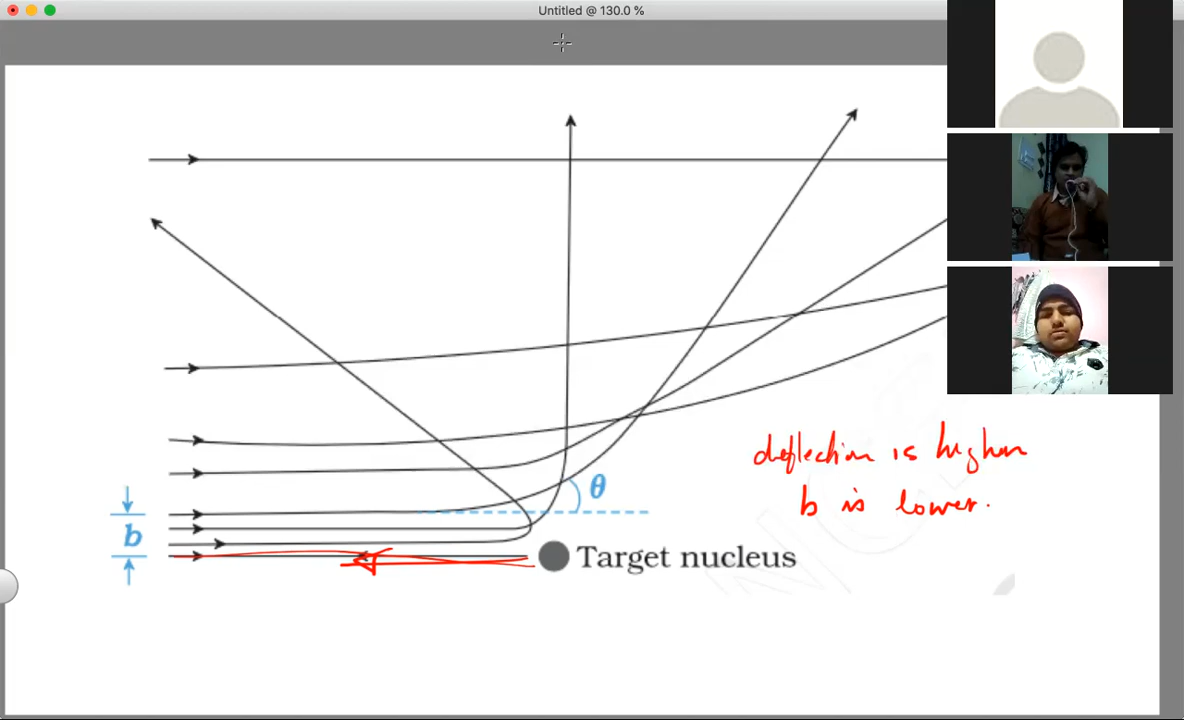 Untitled @ 130.0 %
θ
b
Target nucleus
deflection is higher
b is lower.